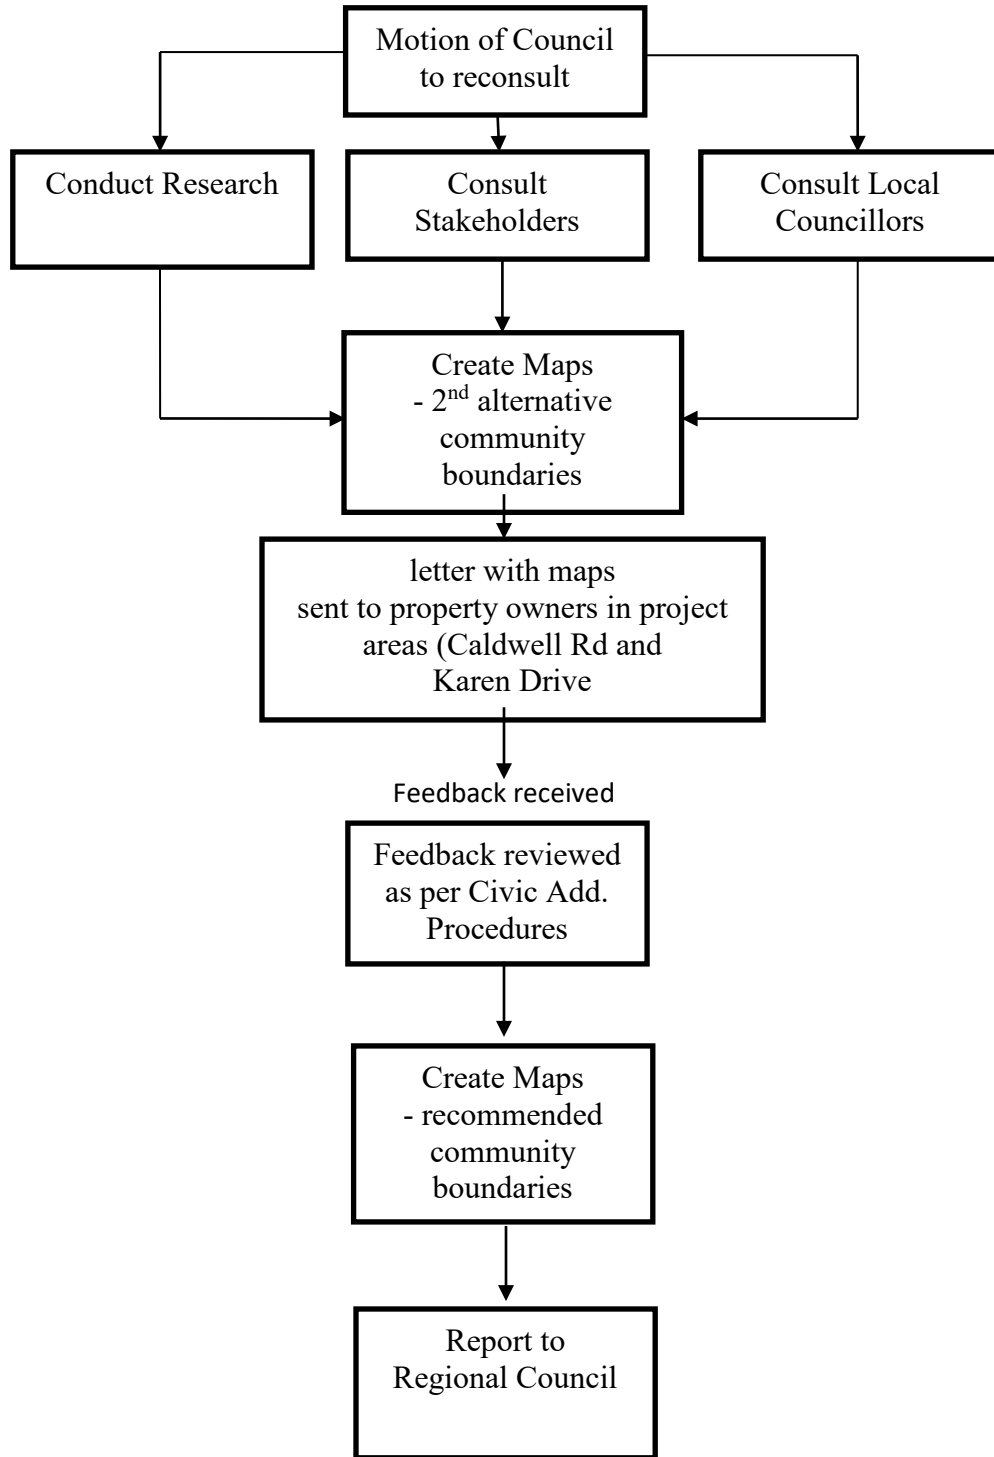 Motion of Council
to reconsult
Conduct Research
Consult
Stakeholders
Consult Local
Councillors
Create Maps
- 2nd alternative
community
boundaries
letter with maps
sent to property owners in project
areas (Caldwell Rd and
Karen Drive
Feedback received
Feedback reviewed
as per Civic Add.
Procedures
Create Maps
- recommended
community
boundaries
Report to
Regional Council